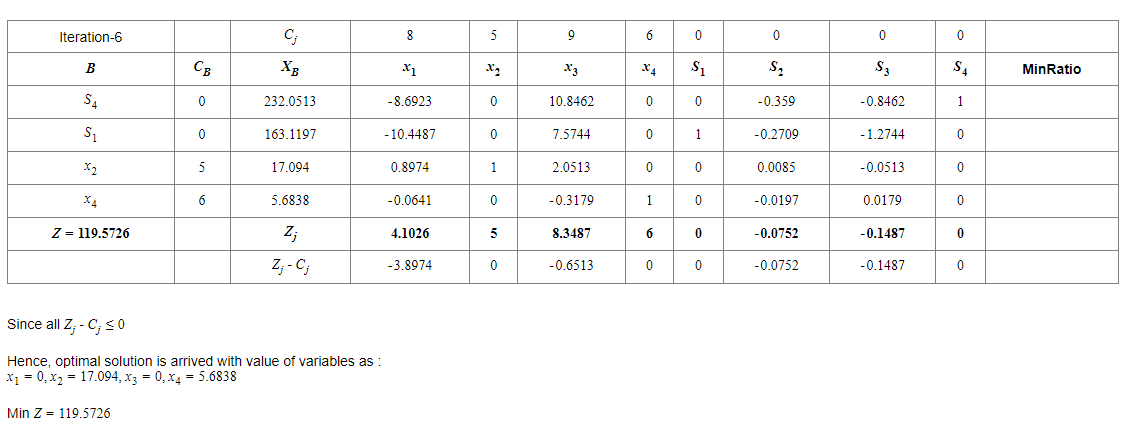 Iteration-6 Cj 8 5 9 6 0 0 0 0
B CB XB x1 x2 x3 x4 S1 S2 S3 S4 MinRatio
S4 0 232.0513 -8.6923 0 10.8462 0 0 -0.359 -0.8462 1
S1 0 163.1197 -10.4487 0 7.5744 0 1 -0.2709 -1.2744 0
x2 5 17.094 0.8974 1 2.0513 0 0 0.0085 -0.0513 0
x4 6 5.6838 -0.0641 0 -0.3179 1 0 -0.0197 0.0179 0
Z = 119.5726 Zj 4.1026 5 8.3487 6 0 -0.0752 -0.1487 0
Zj - Cj -3.8974 0 -0.6513 0 0 -0.0752 -0.1487 0
Since all Zj - Cj ≤ 0
Hence, optimal solution is arrived with value of variables as :
x1 = 0, x2 = 17.094, x3 = 0, x4 = 5.6838
Min Z = 119.5726